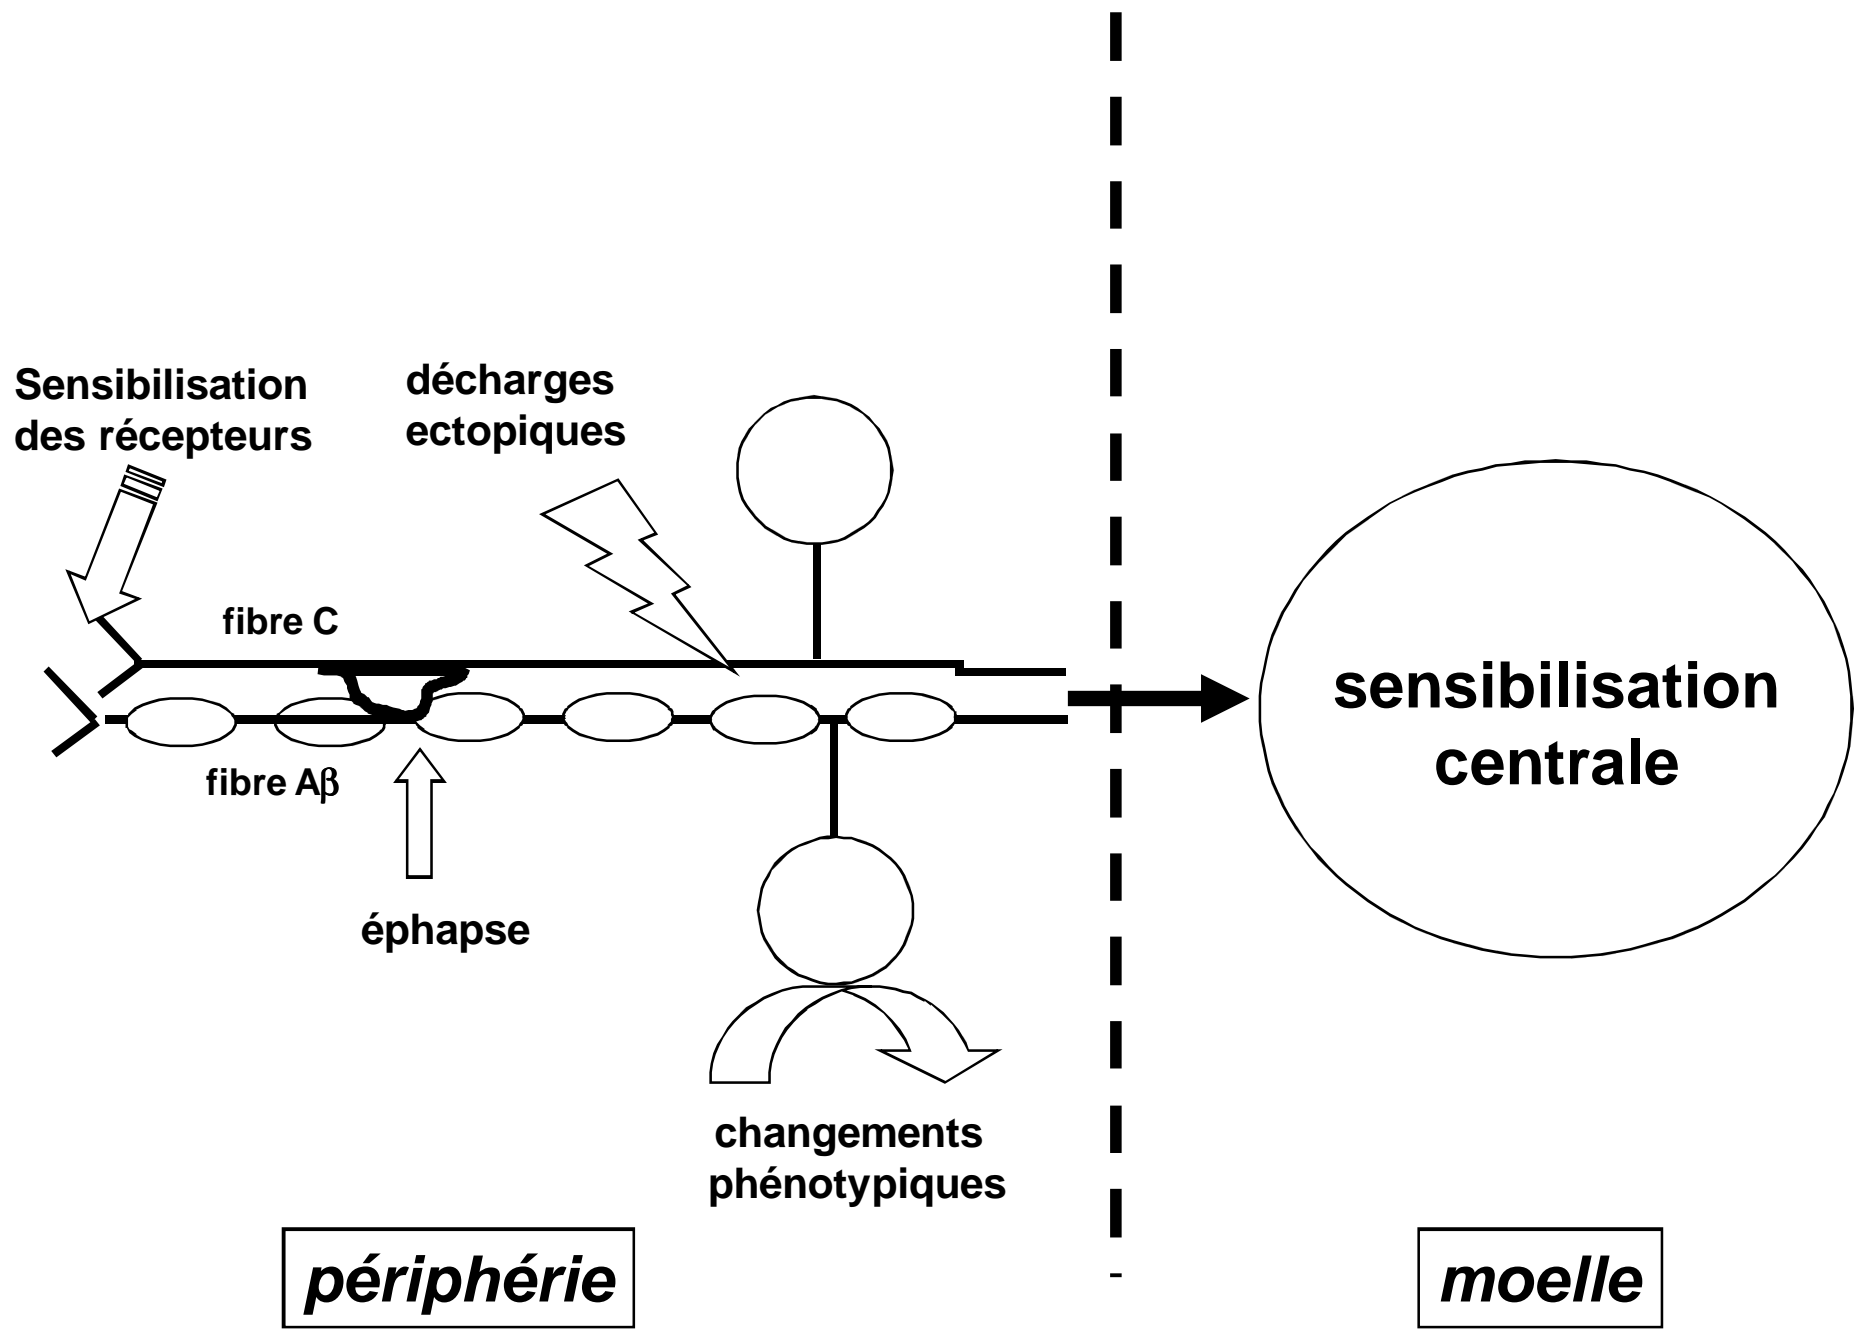 Sensibilisation
des récepteurs
décharges
ectopiques
fibre C
fibre Aβ
éphapse
changements
phénotypiques
sensibilisation
centrale
périphérie
moelle